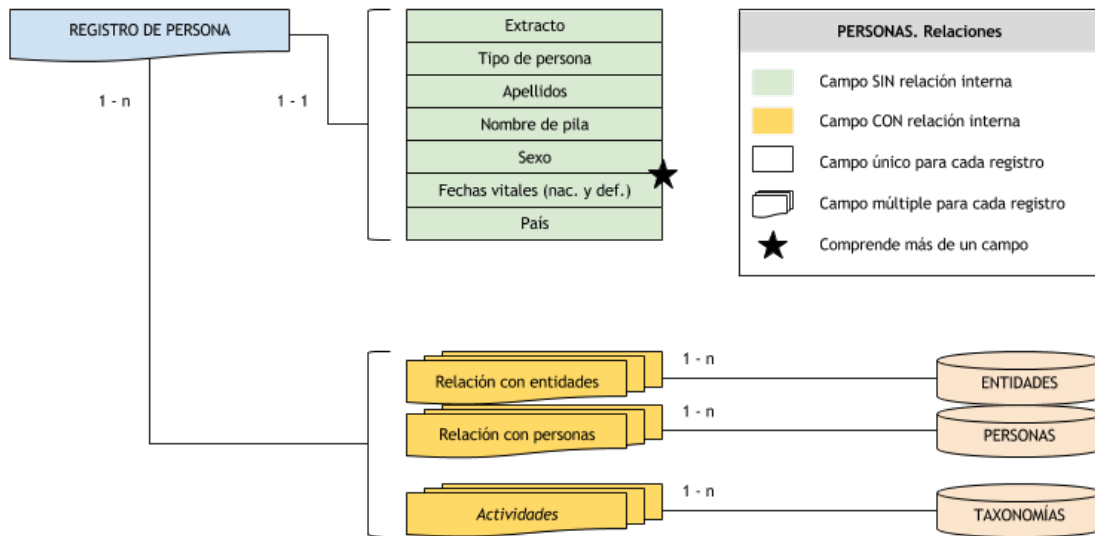 REGISTRO DE PERSONA
1 - n
1 - 1
Extracto
Tipo de persona
Apellidos
Nombre de pila
Sexo
Fechas vitales (nac. y def.)
País
PERSONAS. Relaciones
Campo SIN relación interna
Campo CON relación interna
Campo único para cada registro
Campo múltiple para cada registro
Comprende más de un campo
Relación con entidades
1 - n
ENTIDADES
Relación con personas
1 - n
PERSONAS
Actividades
1 - n
TAXONOMÍAS